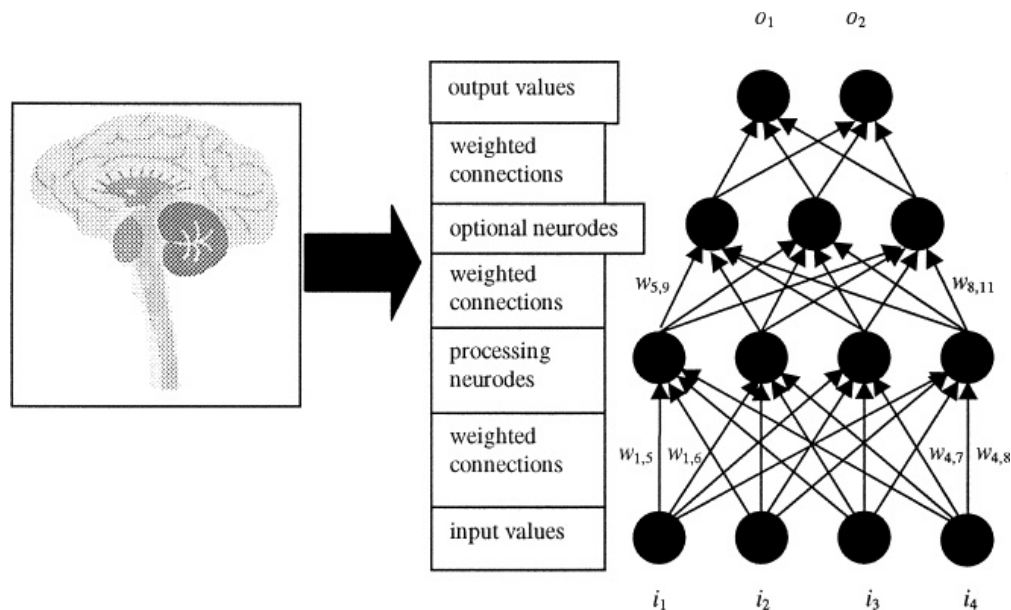 o1 o2
output values
weighted
connections
optional neurodes
weighted
connections
w5,9 w8,11
processing
neurodes
weighted
connections
w1,5 w1,6 w4,7 w4,8
input values
i1 i2 i3 i4